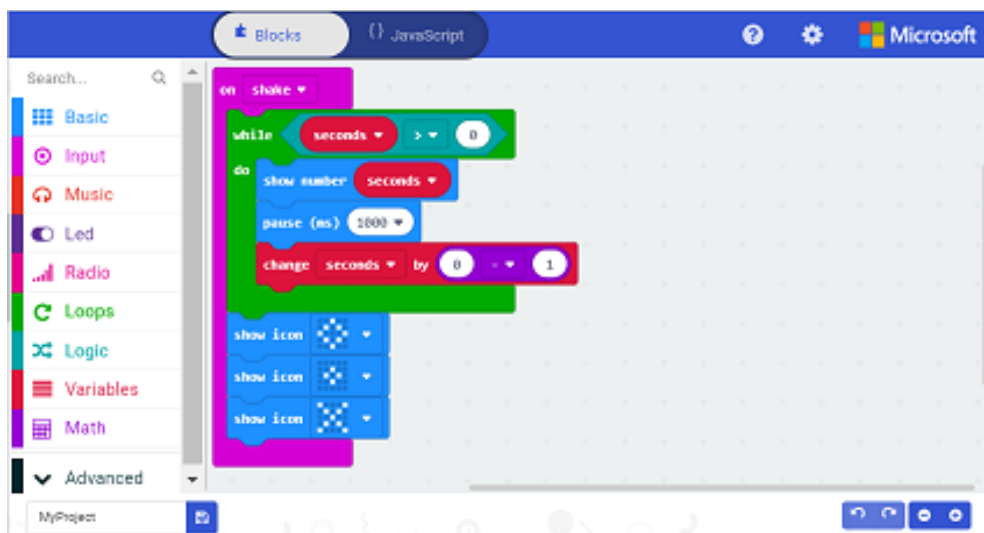 Blocks
{} JavaScript
?
Microsoft
Search...
Basic
Input
Music
Led
Radio
Loops
Logic
Variables
Math
Advanced
on shake
while seconds > 0
do
show number seconds
pause (ms) 1000
change seconds by 0 - 1
show icon
show icon
show icon
MyProject